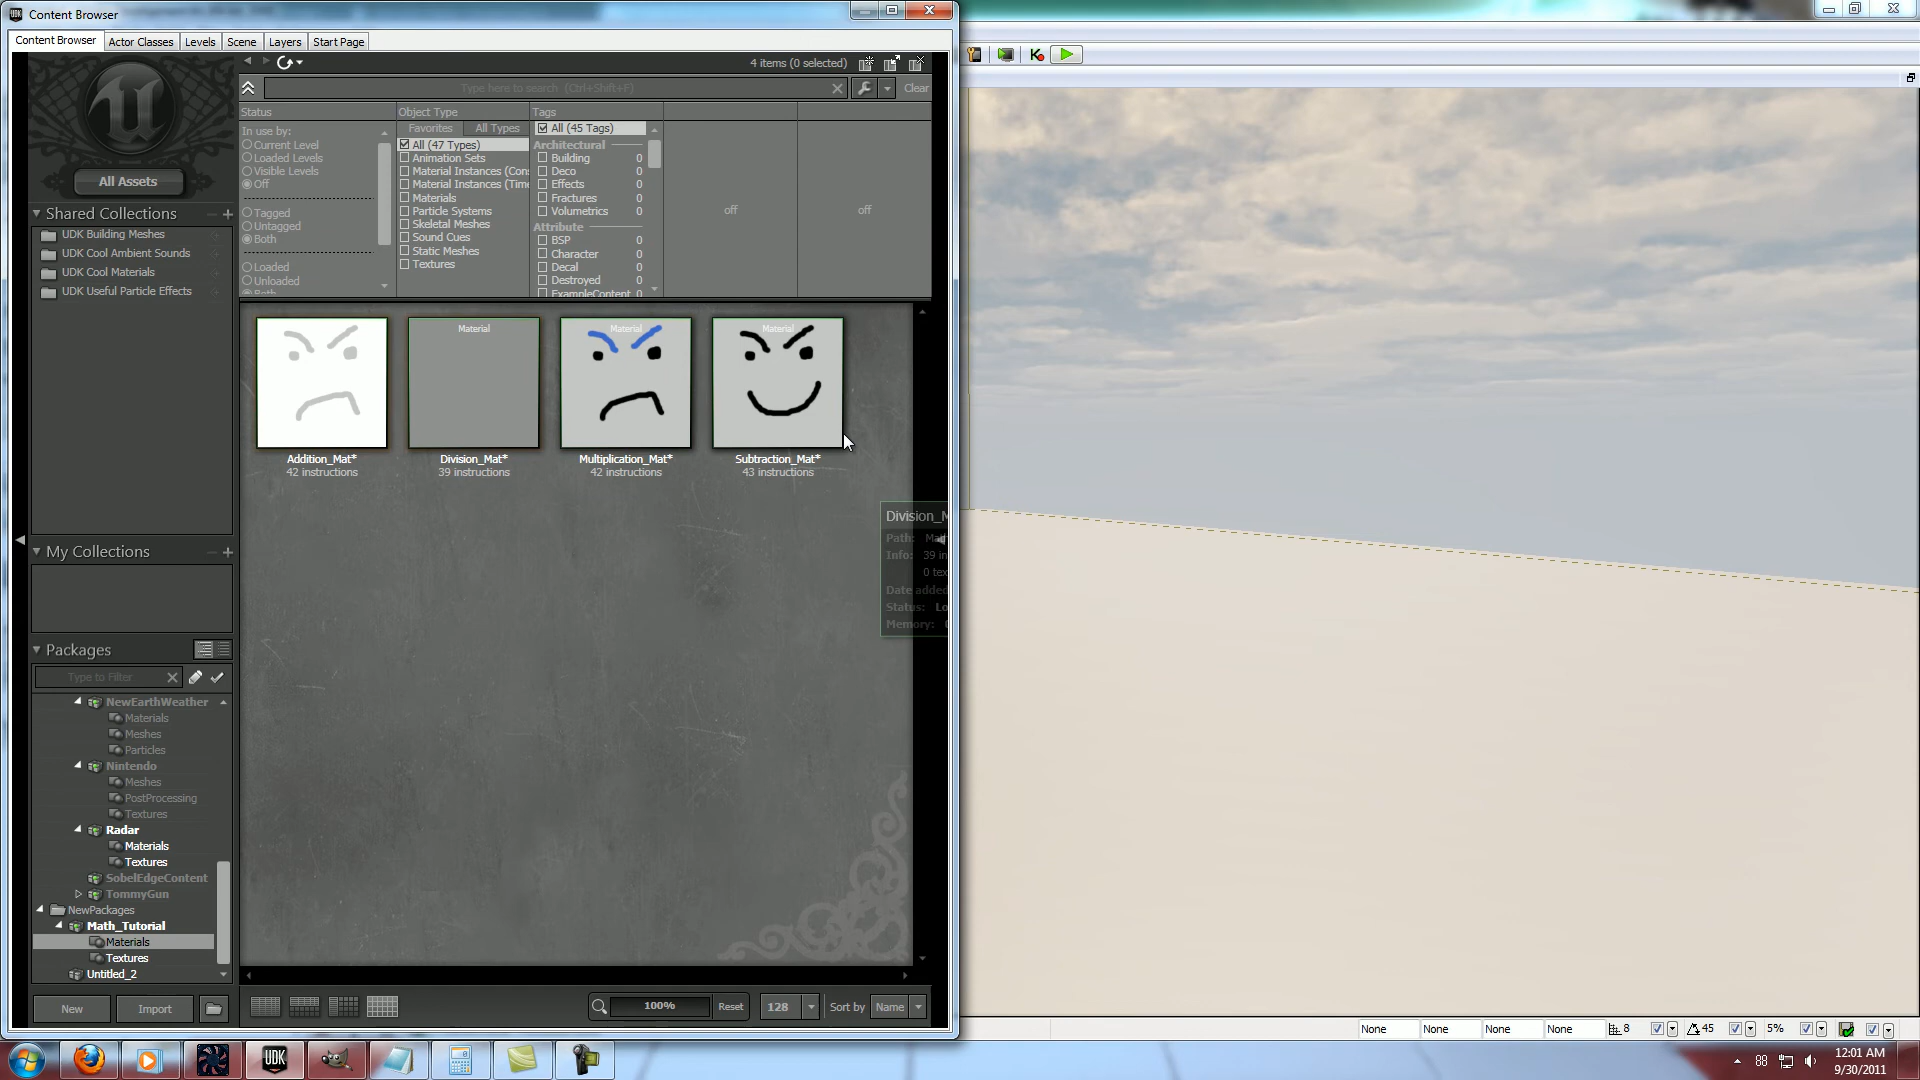 Content Browser
Content Browser
Actor Classes
Levels
Scene
Layers
Start Page
4 items (0 selected)
Type here to search (Ctrl+Shift+F)
Clear
Status
Object Type
Tags
In use by:
Current Level
Loaded Levels
Visible Levels
Off
Tagged
Untagged
Both
Loaded
Unloaded
Both
Favorites
All Types
All (47 Types)
Animation Sets
Material Instances (Con
Material Instances (Tim
Materials
Particle Systems
Skeletal Meshes
Sound Cues
Static Meshes
Textures
All (45 Tags)
Architectural
Building 0
Deco 0
Effects 0
Fractures 0
Volumetrics 0
Attribute
BSP 0
Character 0
Decal 0
Destroyed 0
ExampleContent 0
off
off
All Assets
Shared Collections
UDK Building Meshes
UDK Cool Ambient Sounds
UDK Cool Materials
UDK Useful Particle Effects
My Collections
Packages
Type to Filter
NewEarthWeather
Materials
Meshes
Particles
Nintendo
Meshes
PostProcessing
Textures
Radar
Materials
Textures
SobelEdgeContent
TommyGun
NewPackages
Math_Tutorial
Materials
Textures
Untitled_2
New
Import
Material
Material
Material
Addition_Mat*
42 instructions
Division_Mat*
39 instructions
Multiplication_Mat*
42 instructions
Subtraction_Mat*
43 instructions
Division_M
Path: Mat
Info: 39 in
0 tex
Date added
Status: Lo
Memory:
100%
Reset
128
Sort by
Name
None
None
None
None
8
45
5%
UDK
12:01 AM
9/30/2011